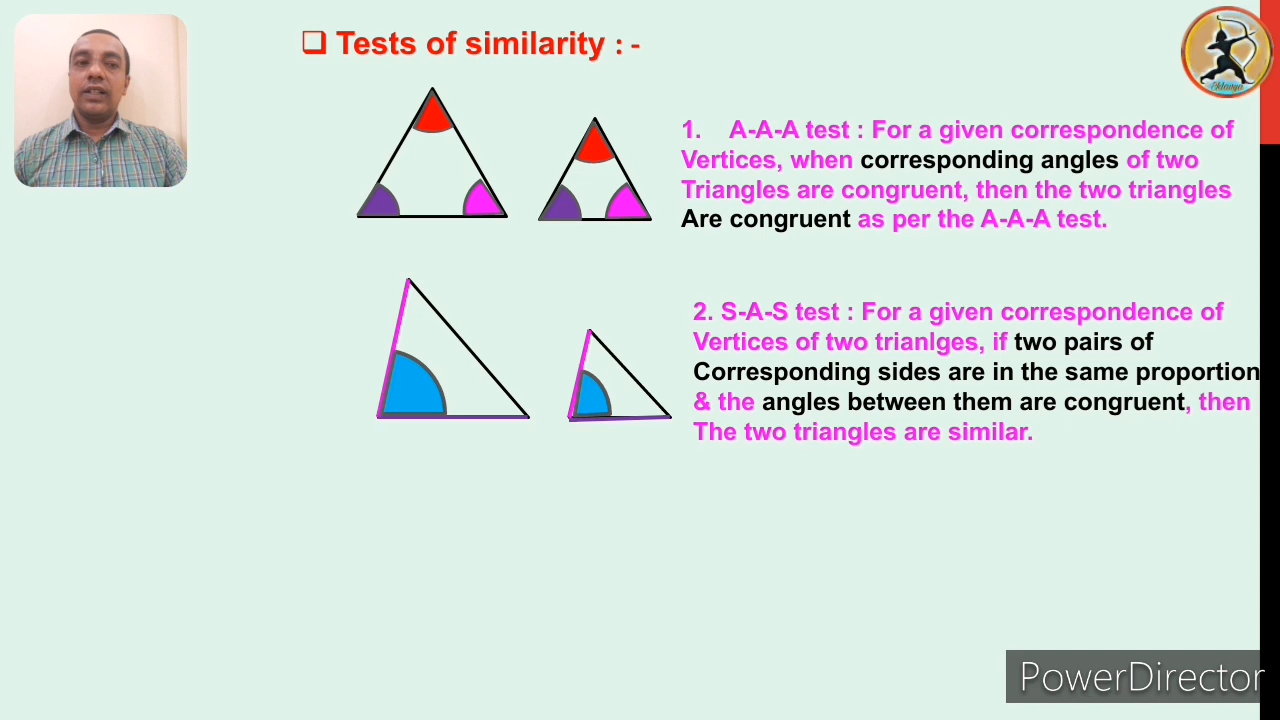 ❑ Tests of similarity : -
1. A-A-A test : For a given correspondence of
Vertices, when corresponding angles of two
Triangles are congruent, then the two triangles
Are congruent as per the A-A-A test.
2. S-A-S test : For a given correspondence of
Vertices of two trianlges, if two pairs of
Corresponding sides are in the same proportion
& the angles between them are congruent, then
The two triangles are similar.
PowerDirector